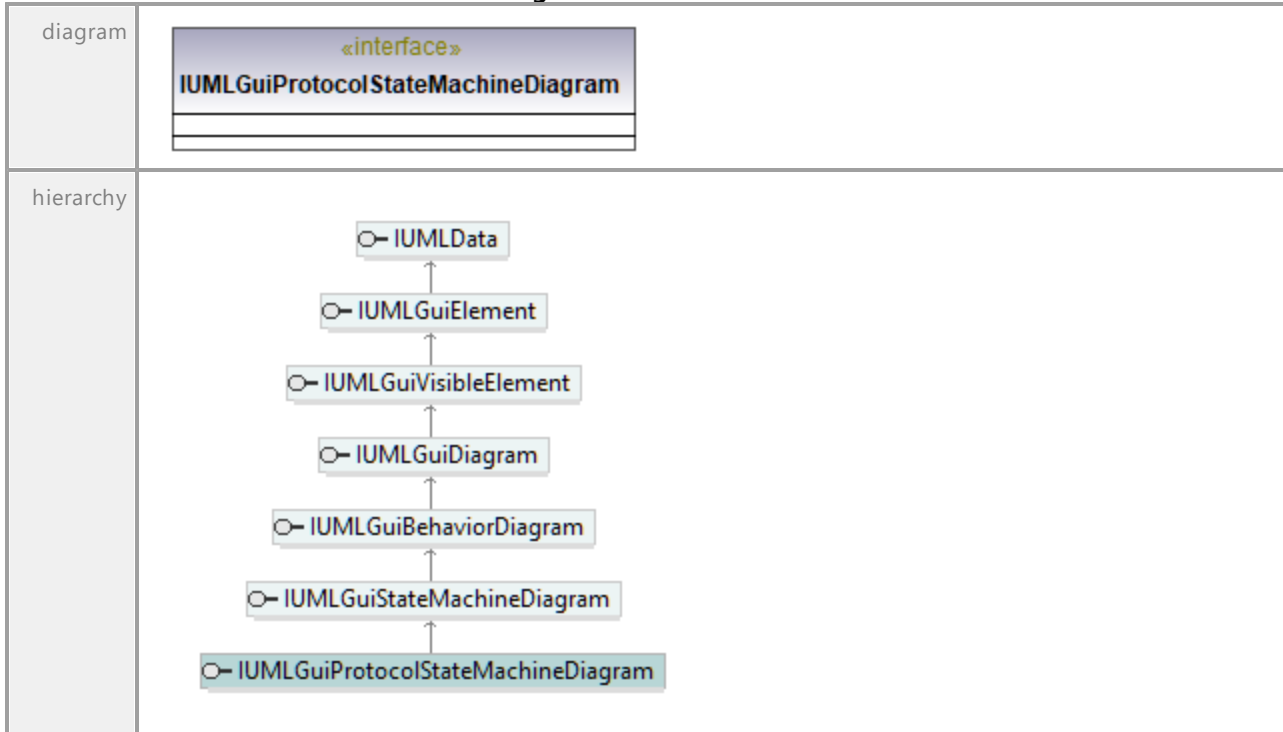 diagram
«interface»
IUMLGuiProtocolStateMachineDiagram
hierarchy
IUMLData
IUMLGuiElement
IUMLGuiVisibleElement
IUMLGuiDiagram
IUMLGuiBehaviorDiagram
IUMLGuiStateMachineDiagram
IUMLGuiProtocolStateMachineDiagram